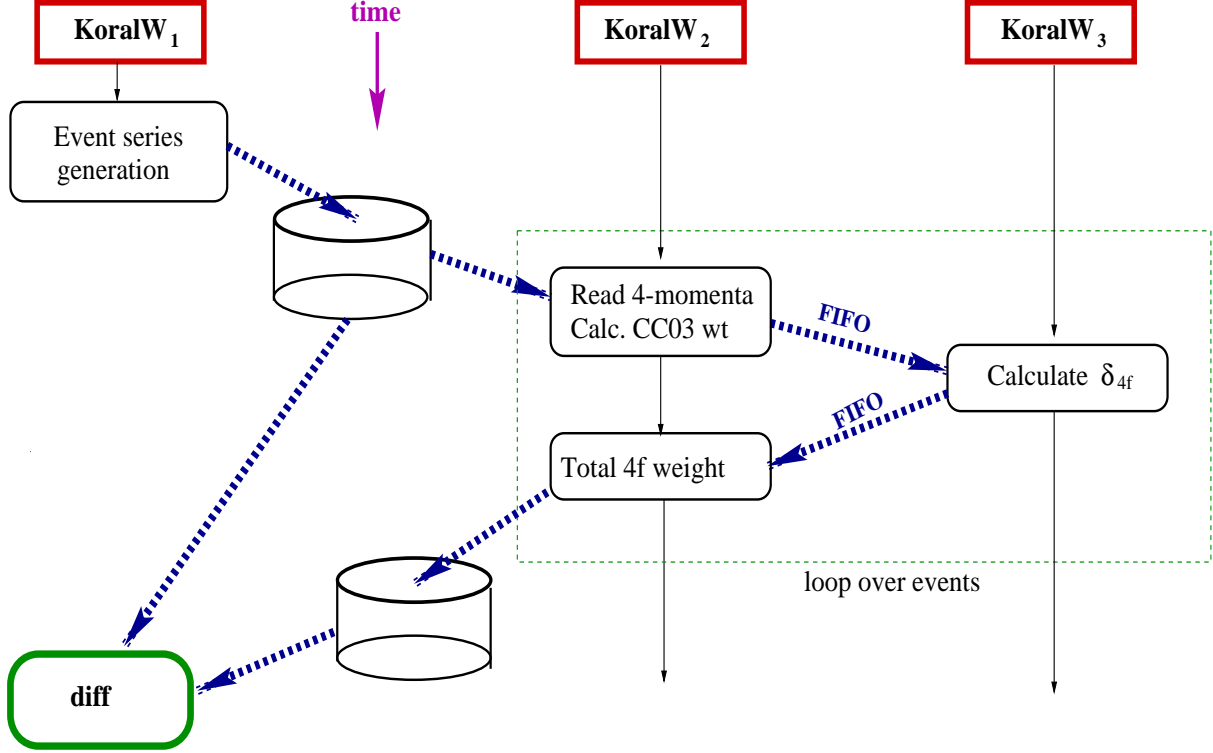 KoralW₁
time
KoralW₂
KoralW₃
Event series
generation
Read 4-momenta
Calc. CC03 wt
FIFO
Calculate δ₄f
FIFO
Total 4f weight
loop over events
diff